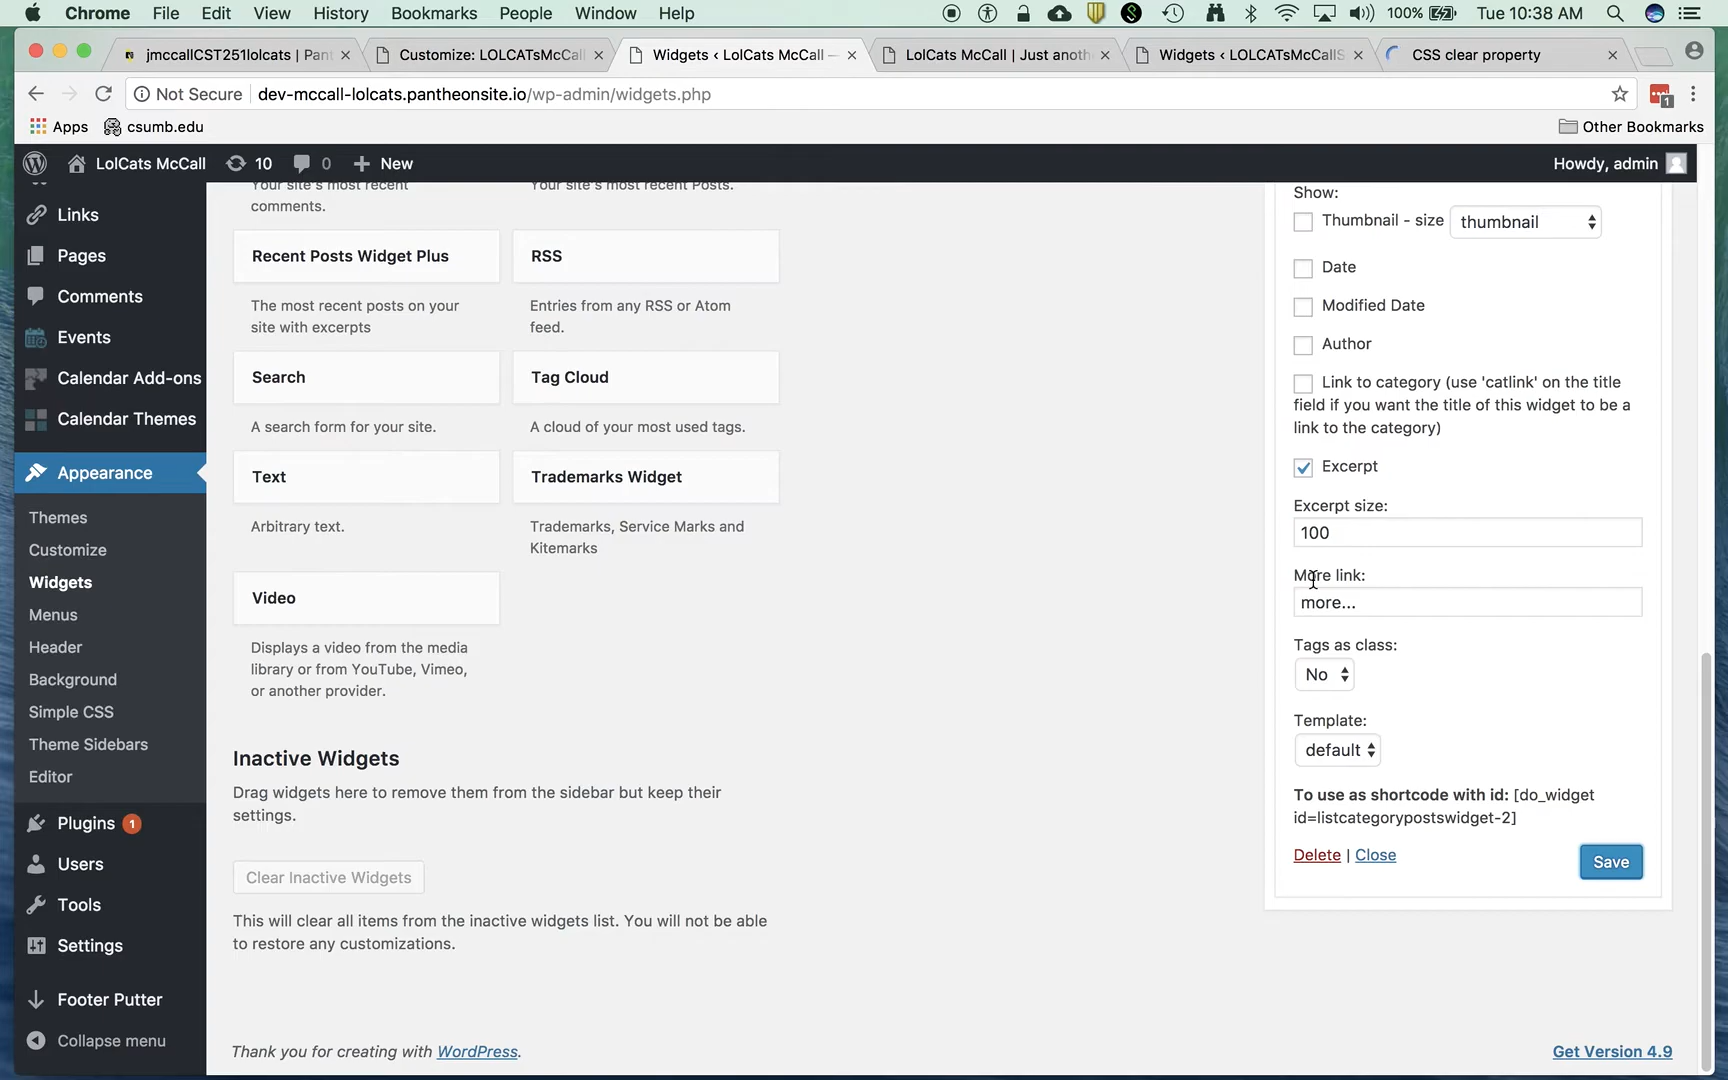 Chrome File Edit View History Bookmarks People Window Help 100% Tue 10:38 AM
jmccallCST251lolcats | Pant
Customize: LOLCATsMcCall
Widgets ‹ LolCats McCall —
LolCats McCall | Just anoth
Widgets ‹ LOLCATsMcCallS
CSS clear property
Not Secure | dev-mccall-lolcats.pantheonsite.io/wp-admin/widgets.php
Apps csumb.edu Other Bookmarks
LolCats McCall 10 0 + New Howdy, admin
Links
Pages
Comments
Events
Calendar Add-ons
Calendar Themes
Appearance
Themes
Customize
Widgets
Menus
Header
Background
Simple CSS
Theme Sidebars
Editor
Plugins 1
Users
Tools
Settings
Footer Putter
Collapse menu
Your site's most recent
comments.
Your site's most recent Posts.
Recent Posts Widget Plus
The most recent posts on your
site with excerpts
RSS
Entries from any RSS or Atom
feed.
Search
A search form for your site.
Tag Cloud
A cloud of your most used tags.
Text
Arbitrary text.
Trademarks Widget
Trademarks, Service Marks and
Kitemarks
Video
Displays a video from the media
library or from YouTube, Vimeo,
or another provider.
Inactive Widgets
Drag widgets here to remove them from the sidebar but keep their
settings.
Clear Inactive Widgets
This will clear all items from the inactive widgets list. You will not be able
to restore any customizations.
Show:
Thumbnail - size thumbnail
Date
Modified Date
Author
Link to category (use 'catlink' on the title
field if you want the title of this widget to be a
link to the category)
Excerpt
Excerpt size:
100
More link:
more...
Tags as class:
No
Template:
default
To use as shortcode with id: [do_widget
id=listcategorypostswidget-2]
Delete | Close
Save
Thank you for creating with WordPress.
Get Version 4.9